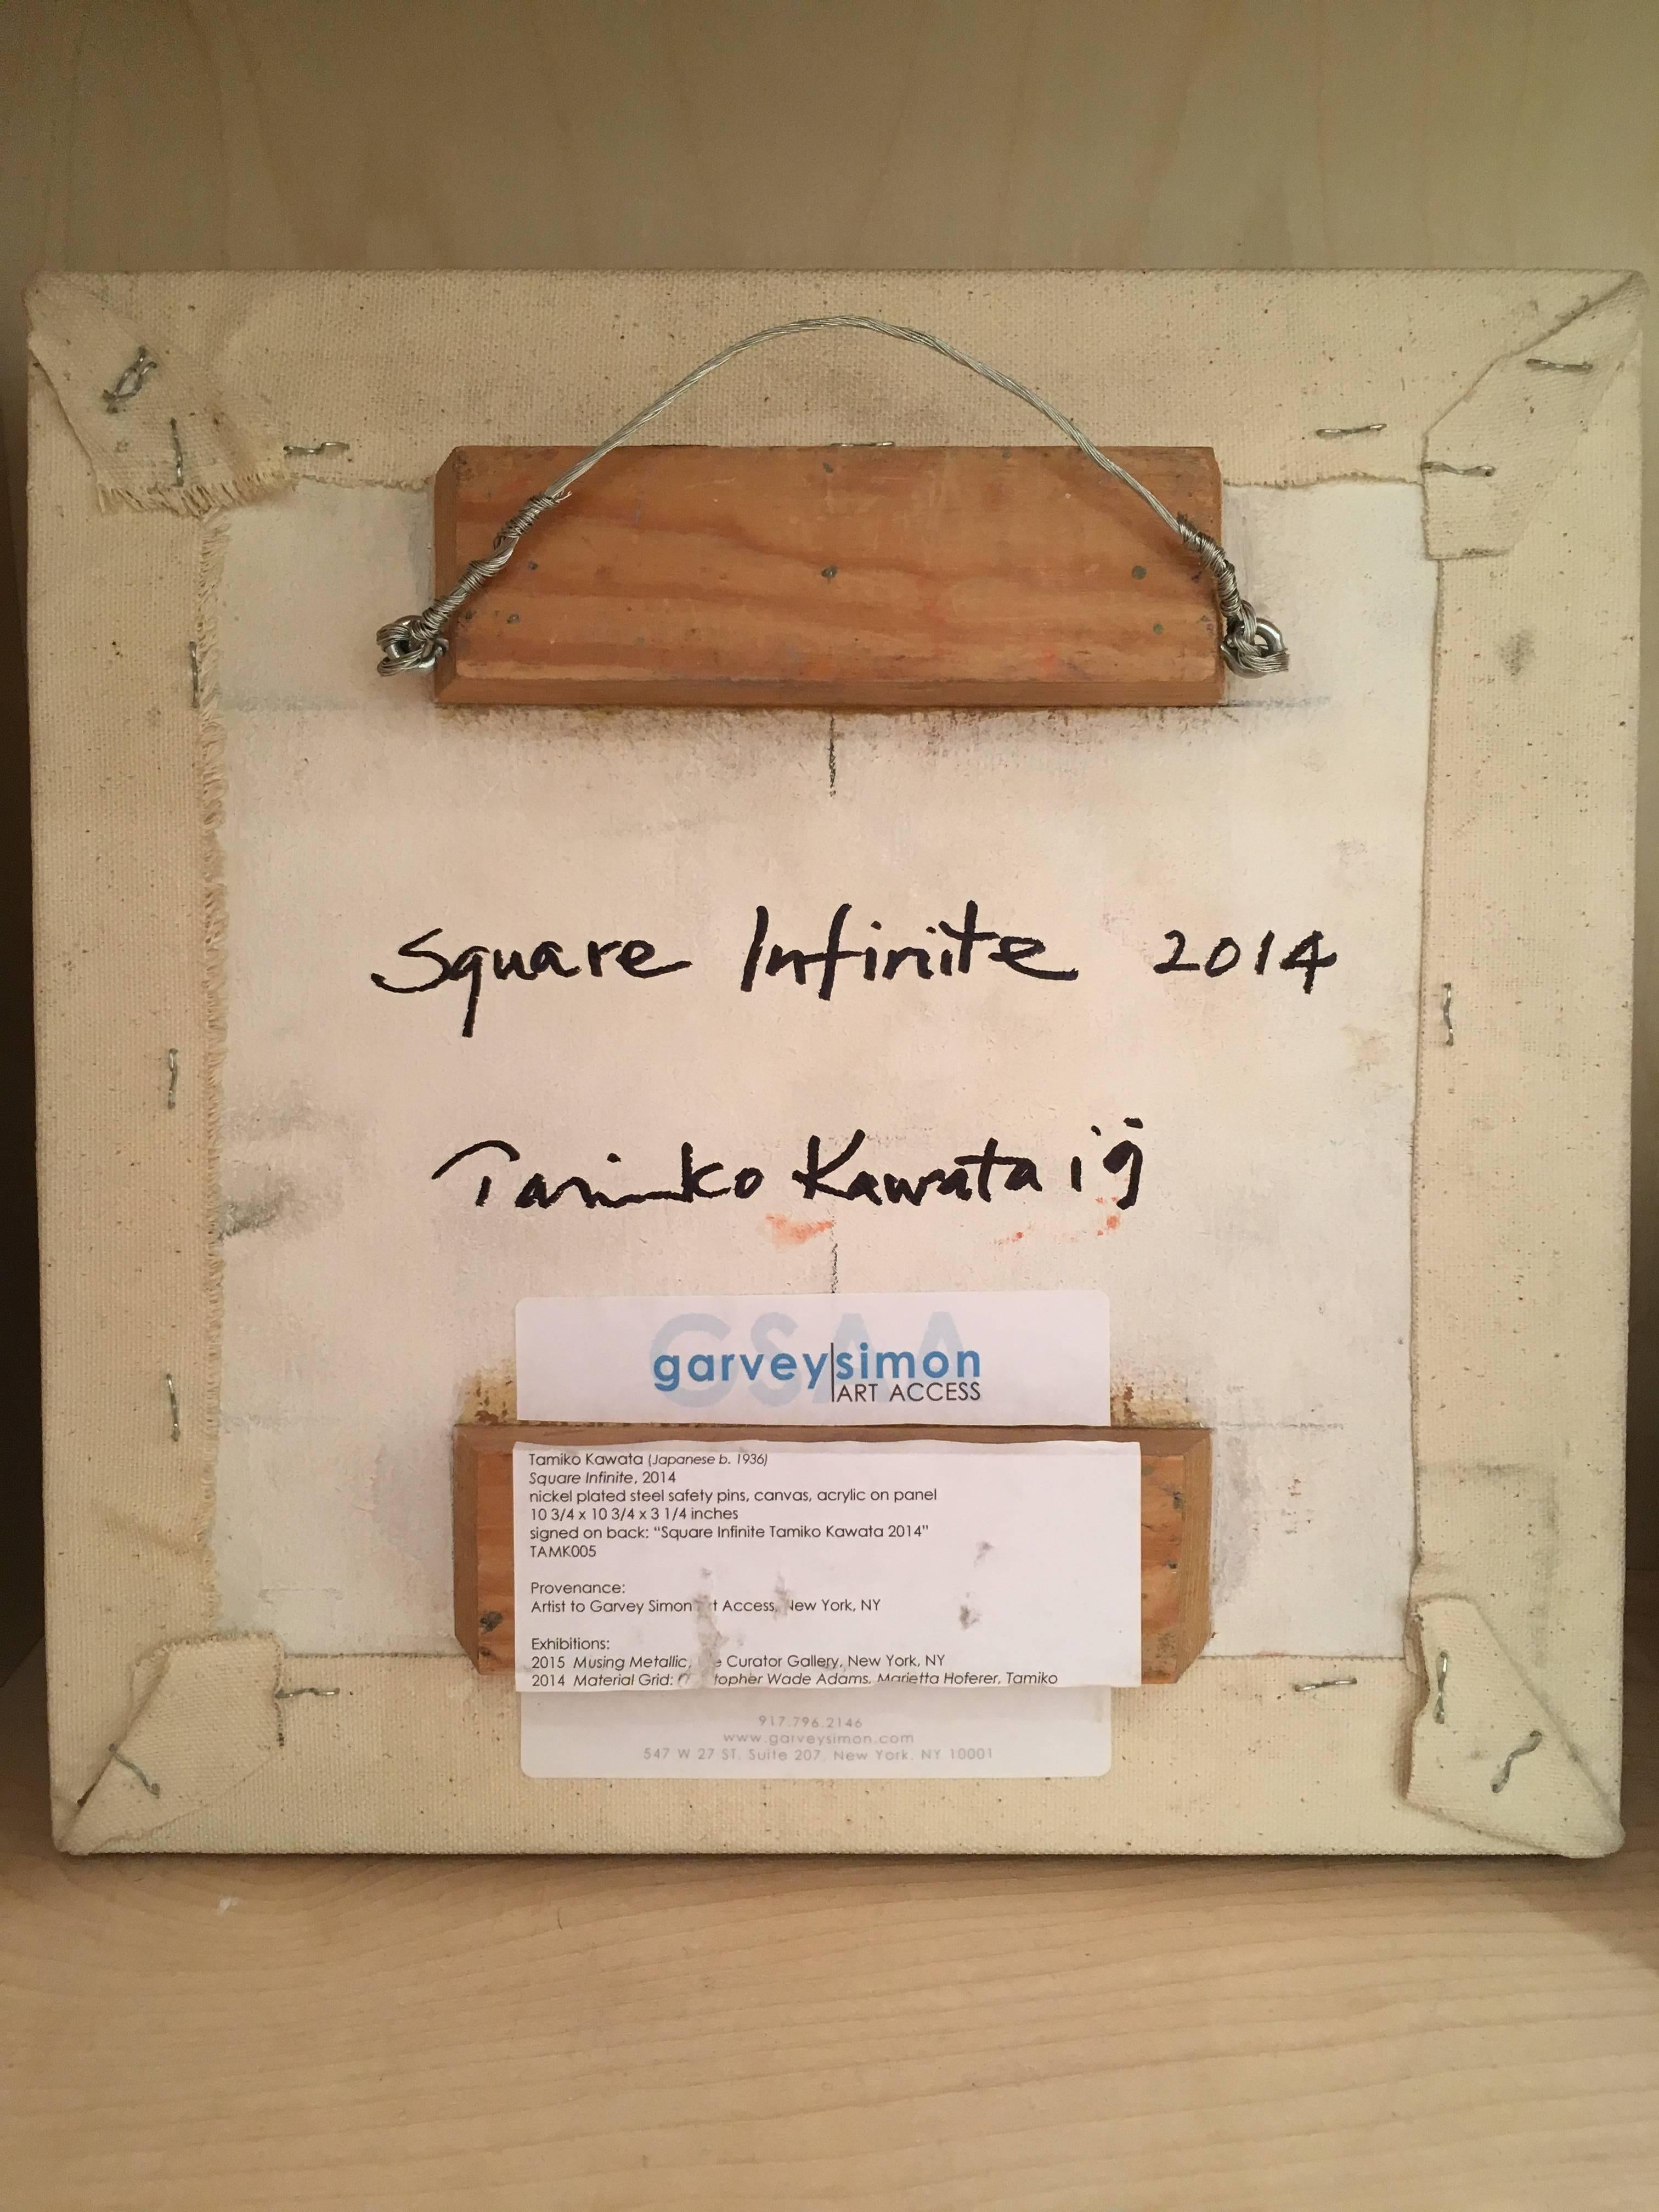 Square Infinite 2014
Tamiko Kawata
GSAA
garvey|simon
ART ACCESS
Tamiko Kawata (Japanese b. 1936)
Square Infinite, 2014
nickel plated steel safety pins, canvas, acrylic on panel
10 3/4 x 10 3/4 x 3 1/4 inches
signed on back: “Square Infinite Tamiko Kawata 2014”
TAMK005
Provenance:
Artist to Garvey Simon t Access, New York, NY
Exhibitions:
2015 Musing Metallic, e Curator Gallery, New York, NY
2014 Material Grid: topher Wade Adams, Marietta Hoferer, Tamiko
917.796.2146
www.garveysimon.com
547 W 27 ST, Suite 207, New York, NY 10001